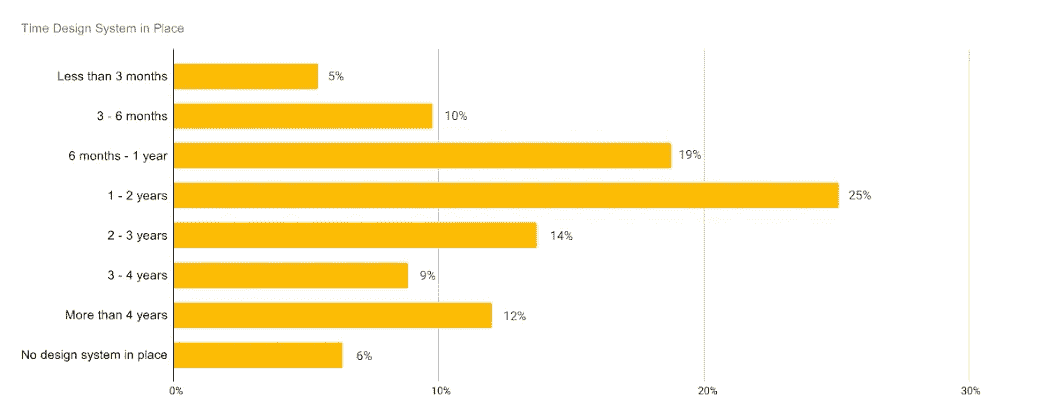 Time Design System in Place
Less than 3 months 5%
3 - 6 months 10%
6 months - 1 year 19%
1 - 2 years 25%
2 - 3 years 14%
3 - 4 years 9%
More than 4 years 12%
No design system in place 6%
0% 10% 20% 30%